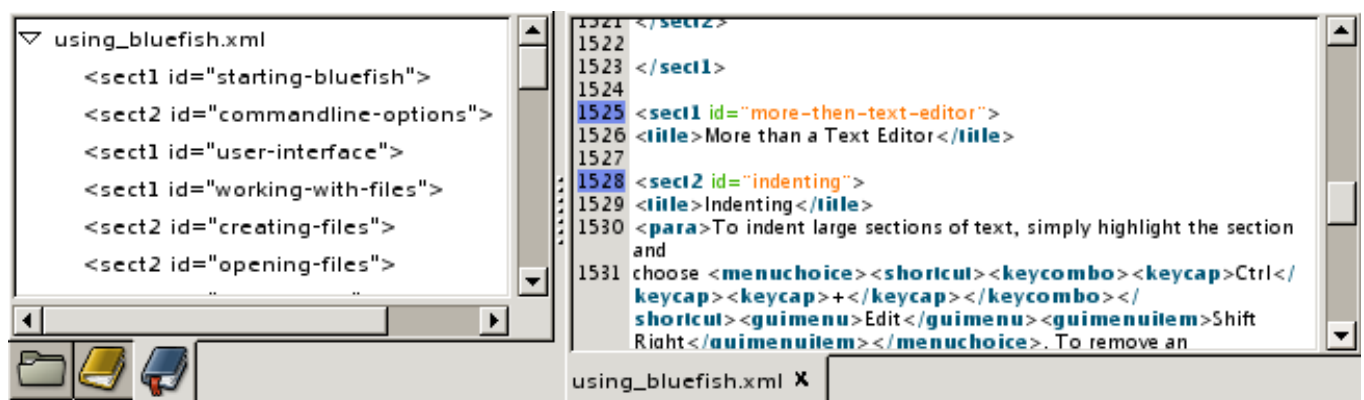 using_bluefish.xml
<sect1 id="starting-bluefish">
<sect2 id="commandline-options">
<sect1 id="user-interface">
<sect1 id="working-with-files">
<sect2 id="creating-files">
<sect2 id="opening-files">
1521 </sect2>
1522
1523 </sect1>
1524
1525 <sect1 id="more-then-text-editor">
1526 <title>More than a Text Editor</title>
1527
1528 <sect2 id="indenting">
1529 <title>Indenting</title>
1530 <para>To indent large sections of text, simply highlight the section
and
1531 choose <menuchoice><shortcut><keycombo><keycap>Ctrl</
keycap><keycap>+</keycap></keycombo></
shortcut><guimenu>Edit</guimenu><guimenuitem>Shift
Right</guimenuitem></menuchoice>. To remove an
using_bluefish.xml X